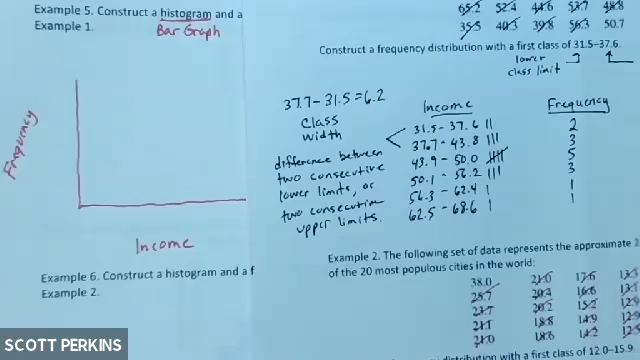 Example 5. Construct a histogram and a
Example 1.
Bar Graph
Frequency
Income
Example 6. Construct a histogram and a f
Example 2.
65.2 52.4 44.6 53.7 48.8
35.5 40.3 39.8 56.3 50.7
Construct a frequency distribution with a first class of 31.5-37.6.
lower
class limit
37.7 - 31.5 = 6.2
Class
Width
difference between
two consecutive
lower limits, or
two consecutive
upper limits.
Income Frequency
31.5 - 37.6 || 2
37.7 - 43.8 ||| 3
43.9 - 50.0 5
50.1 - 56.2 ||| 3
56.3 - 62.4 | 1
62.5 - 68.6 | 1
Example 2. The following set of data represents the approximate
of the 20 most populous cities in the world:
38.0 21.0 17.6
25.7 20.4 16.6
23.7 20.2 15.2
21.1 18.8 14.9
21.0 18.6 14.2
distribution with a first class of 12.0-15.9.
SCOTT PERKINS